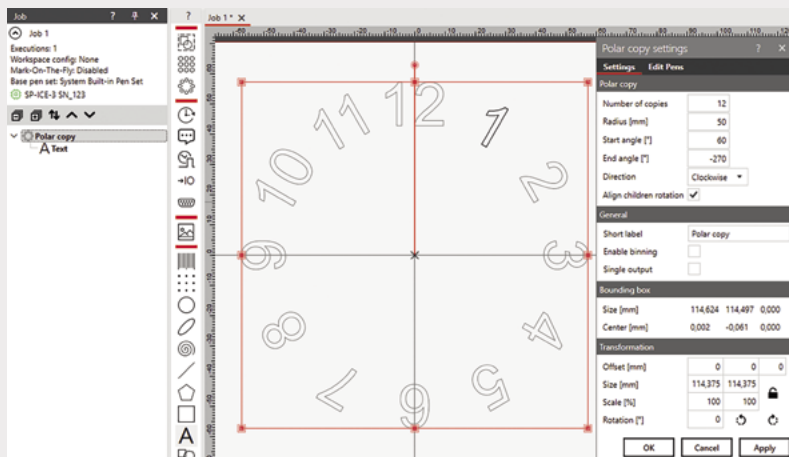 Job
Job 1
Executions: 1
Workspace config: None
Mark-On-The-Fly: Disabled
Base pen set: System Built-in Pen Set
SP-ICE-3 SN_123
Polar copy
A Text
?
Job 1 *
12
1
2
3
4
5
6
7
8
9
10
11
Polar copy settings ?
Settings Edit Pens
Polar copy
Number of copies 12
Radius [mm] 50
Start angle [°] 60
End angle [°] -270
Direction Clockwise
Align children rotation
General
Short label Polar copy
Enable binning
Single output
Bounding box
Size [mm] 114,624 114,497 0,000
Center [mm] 0,002 -0,061 0,000
Transformation
Offset [mm] 0 0 0
Size [mm] 114,375 114,375
Scale [%] 100 100
Rotation [°] 0
OK Cancel Apply